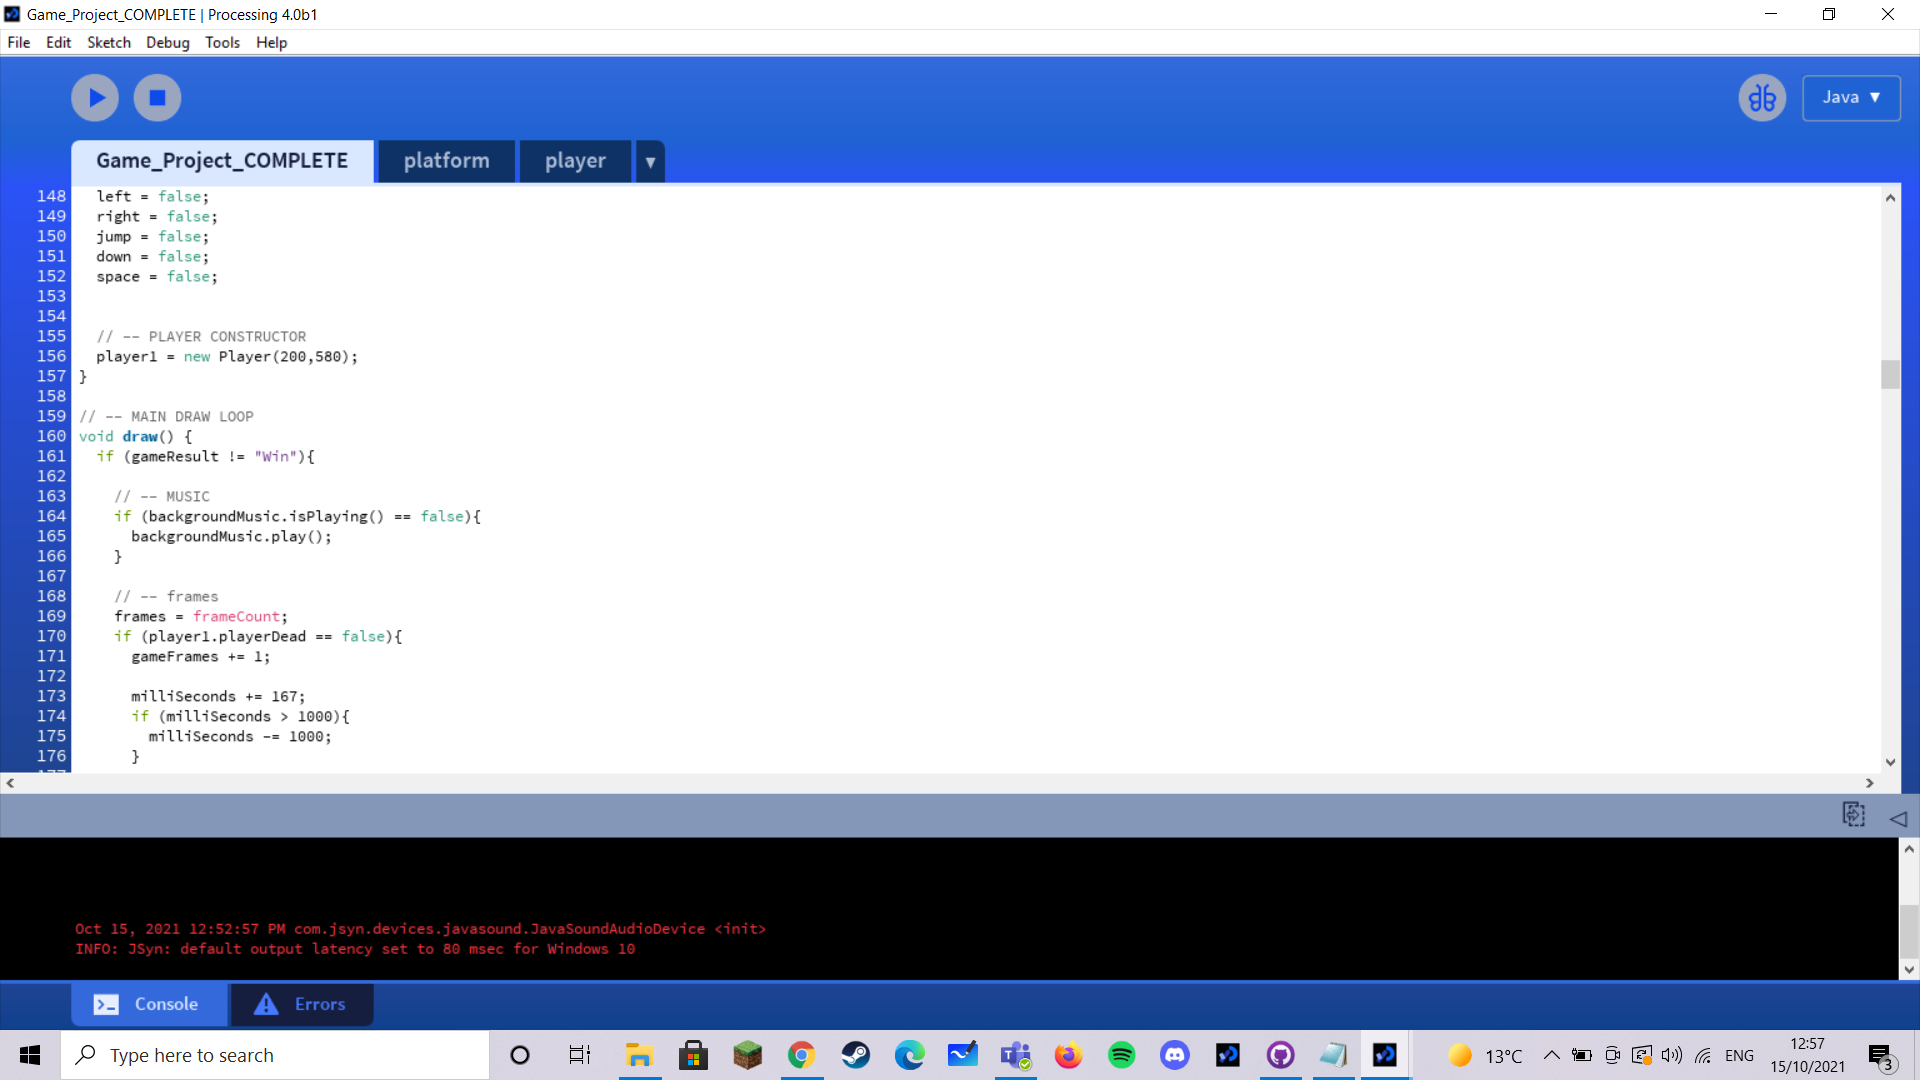 Game_Project_COMPLETE | Processing 4.0b1
File Edit Sketch Debug Tools Help
Java ▼
Game_Project_COMPLETE platform player ▼
148 left = false;
149 right = false;
150 jump = false;
151 down = false;
152 space = false;
153
154
155 // -- PLAYER CONSTRUCTOR
156 player1 = new Player(200,580);
157 }
158
159 // -- MAIN DRAW LOOP
160 void draw() {
161 if (gameResult != "Win"){
162
163 // -- MUSIC
164 if (backgroundMusic.isPlaying() == false){
165 backgroundMusic.play();
166 }
167
168 // -- frames
169 frames = frameCount;
170 if (player1.playerDead == false){
171 gameFrames += 1;
172
173 milliSeconds += 167;
174 if (milliSeconds > 1000){
175 milliSeconds -= 1000;
176 }
Oct 15, 2021 12:52:57 PM com.jsyn.devices.javasound.JavaSoundAudioDevice <init>
INFO: JSyn: default output latency set to 80 msec for Windows 10
Console Errors
Type here to search
13°C ENG
12:57
15/10/2021
3